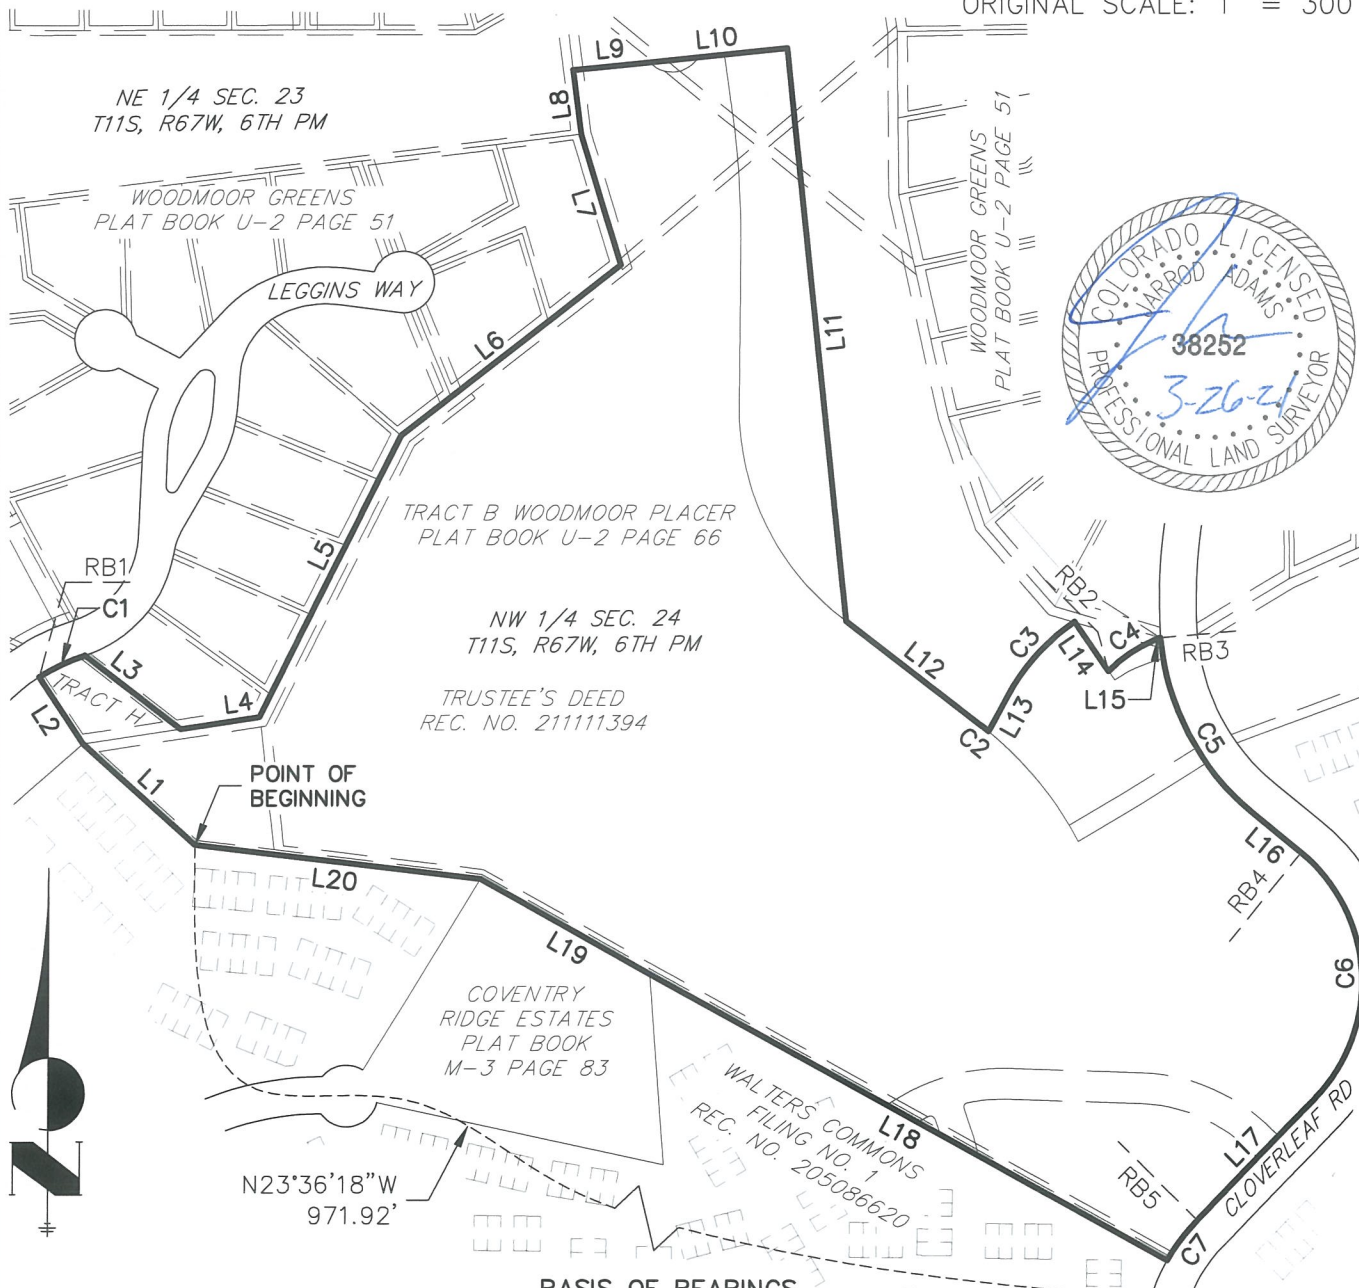 ORIGINAL SCALE: 1" = 300
L9
L10
NE 1/4 SEC. 23
T11S, R67W, 6TH PM
L8
WOODMOOR GREENS
PLAT BOOK U-2 PAGE 51
L7
WOODMOOR GREENS
PLAT BOOK U-2 PAGE 51
COLORADO LICENSED
JARROD ADAMS
38252
3-26-21
PROFESSIONAL LAND SURVEYOR
LEGGINS WAY
L6
L11
TRACT B WOODMOOR PLACER
PLAT BOOK U-2 PAGE 66
L5
RB1
C1
NW 1/4 SEC. 24
T11S, R67W, 6TH PM
RB2
C3
C4
L14
RB3
L3
TRACT H
L4
L2
L12
L15
L13
C2
TRUSTEE'S DEED
REC. NO. 211111394
C5
L1
POINT OF
BEGINNING
L16
RB4
L20
L19
C6
COVENTRY
RIDGE ESTATES
PLAT BOOK
M-3 PAGE 83
WALTERS COMMONS
FILING NO. 1
REC. NO. 205086620
L18
L17
CLOVERLEAF RD
RB5
C7
N
N23°36'18"W
971.92'
BASIS OF BEARINGS